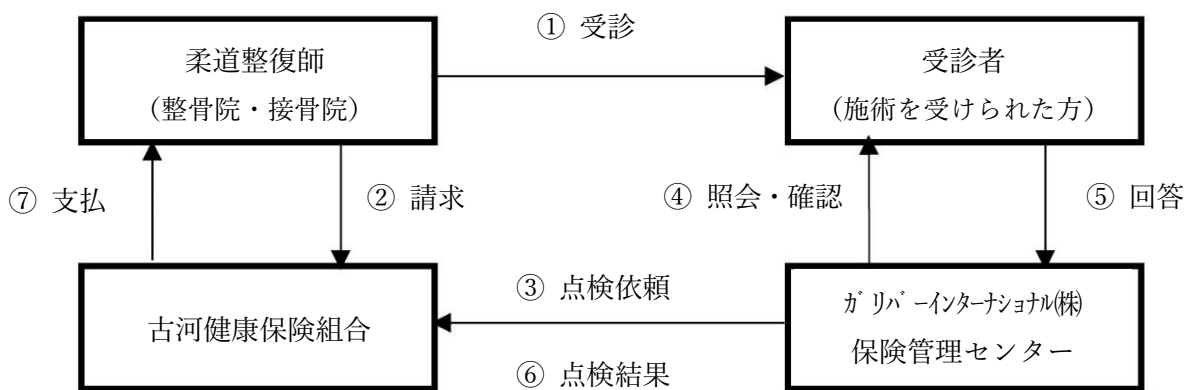 ① 受診
柔道整復師
(整骨院・接骨院)
受診者
(施術を受けられた方)
⑦ 支払
② 請求
④ 照会・確認
⑤ 回答
③ 点検依頼
古河健康保険組合
ガリバーインターナショナル㈱
保険管理センター
⑥ 点検結果